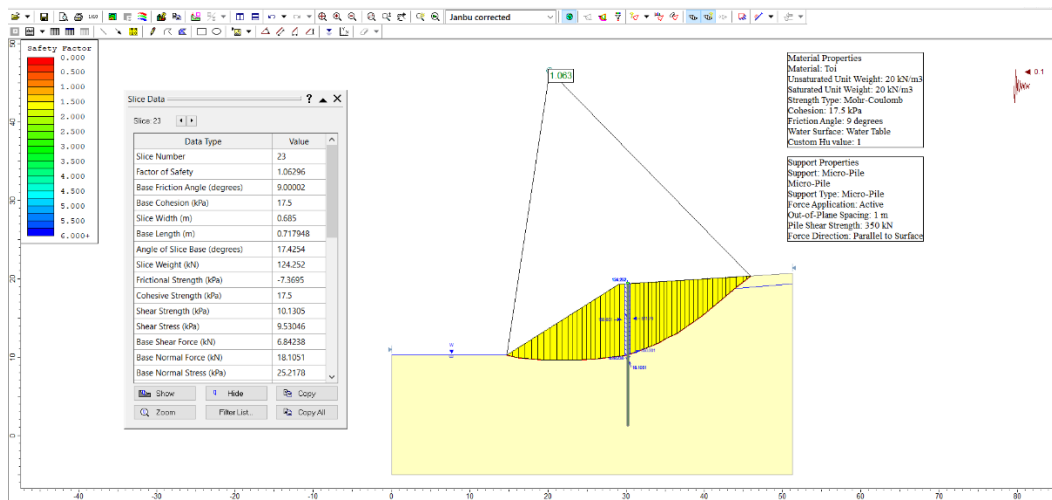 Janbu corrected
Safety Factor
0.000
0.500
1.000
1.500
2.000
2.500
3.000
3.500
4.000
4.500
5.000
5.500
6.000+
Slice Data
Slice: 23
Data Type Value
Slice Number 23
Factor of Safety 1.06296
Base Friction Angle (degrees) 9.00002
Base Cohesion (kPa) 17.5
Slice Width (m) 0.685
Base Length (m) 0.717948
Angle of Slice Base (degrees) 17.4254
Slice Weight (kN) 124.252
Frictional Strength (kPa) -7.3695
Cohesive Strength (kPa) 17.5
Shear Strength (kPa) 10.1305
Shear Stress (kPa) 9.53046
Base Shear Force (kN) 6.84238
Base Normal Force (kN) 18.1051
Base Normal Stress (kPa) 25.2178
Show Hide Copy
Zoom Filter List... Copy All
1.063
Material Properties
Material: Toi
Unsaturated Unit Weight: 20 kN/m3
Saturated Unit Weight: 20 kN/m3
Strength Type: Mohr-Coulomb
Cohesion: 17.5 kPa
Friction Angle: 9 degrees
Water Surface: Water Table
Custom Hu value: 1
Support Properties
Support: Micro-Pile
Micro-Pile
Support Type: Micro-Pile
Force Application: Active
Out-of-Plane Spacing: 1 m
Pile Shear Strength: 350 kN
Force Direction: Parallel to Surface
0.1
W
50
40
30
20
10
0
-40 -30 -20 -10 0 10 20 30 40 50 60 70 80